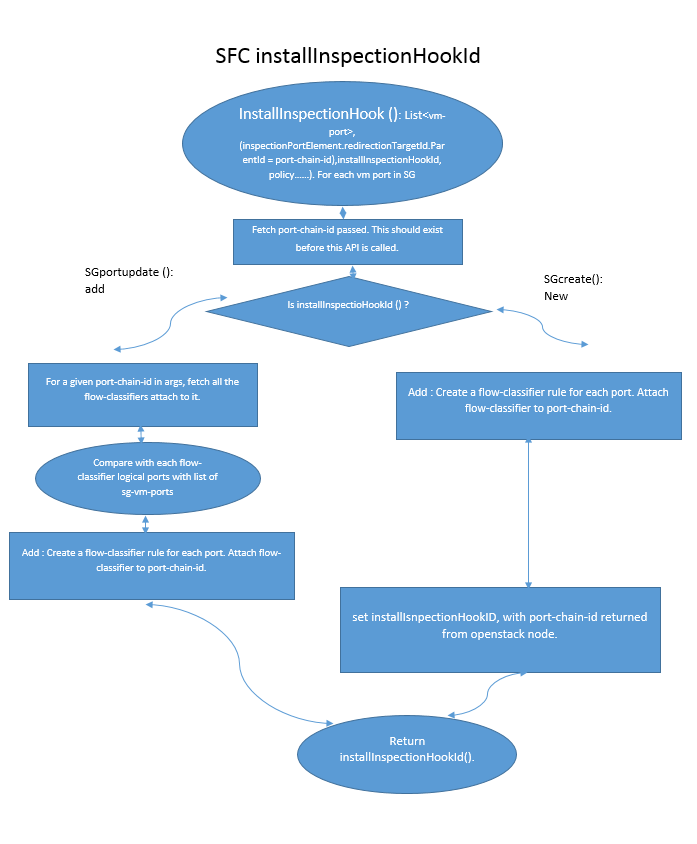 SFC installInspectionHookId
InstallInspectionHook (): List<vm-
port>,
(inspectionPortElement.redirectionTargetId.Par
entId = port-chain-id),installInspectionHookId,
policy......). For each vm port in SG
Fetch port-chain-id passed. This should exist
before this API is called.
SGportupdate ():
add
SGcreate():
New
Is installInspectioHookId () ?
For a given port-chain-id in args, fetch all the
flow-classifiers attach to it.
Add : Create a flow-classifier rule for each port. Attach
flow-classifier to port-chain-id.
Compare with each flow-
classifier logical ports with list of
sg-vm-ports
Add : Create a flow-classifier rule for each port. Attach flow-
classifier to port-chain-id.
set installIsnpectionHookID, with port-chain-id returned
from openstack node.
Return
installInspectionHookId().